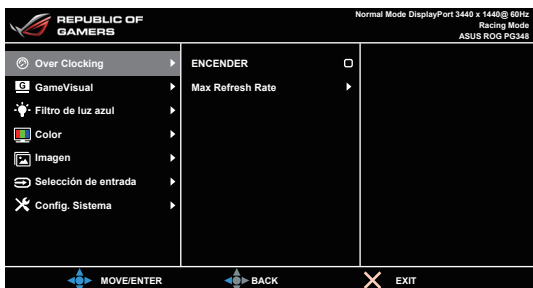 REPUBLIC OF
GAMERS
Normal Mode DisplayPort 3440 x 1440@ 60Hz
Racing Mode
ASUS ROG PG348
Over Clocking
ENCENDER
GameVisual
Max Refresh Rate
Filtro de luz azul
Color
Imagen
Selección de entrada
Config. Sistema
MOVE/ENTER
BACK
EXIT